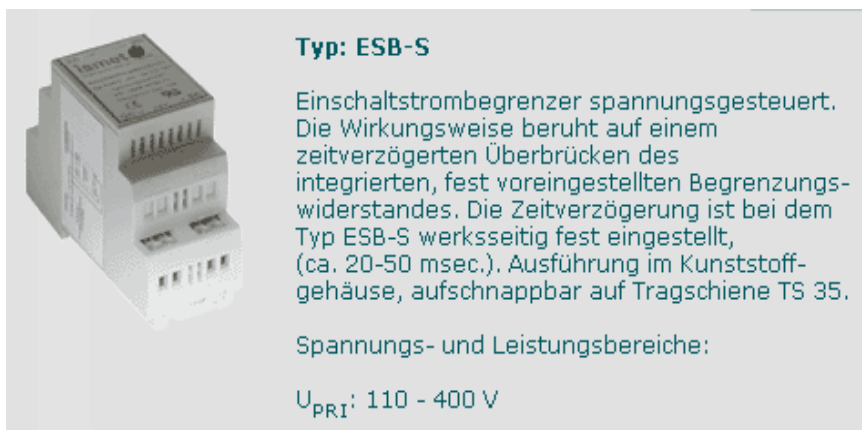 ismet
Typ: ESB-S
Einschaltstrombegrenzer spannungsgesteuert.
Die Wirkungsweise beruht auf einem
zeitverzögerten Überbrücken des
integrierten, fest voreingestellten Begrenzungs-
widerstandes. Die Zeitverzögerung ist bei dem
Typ ESB-S werksseitig fest eingestellt,
(ca. 20-50 msec.). Ausführung im Kunststoff-
gehäuse, aufschnappbar auf Tragschiene TS 35.
Spannungs- und Leistungsbereiche:
UPRI: 110 - 400 V